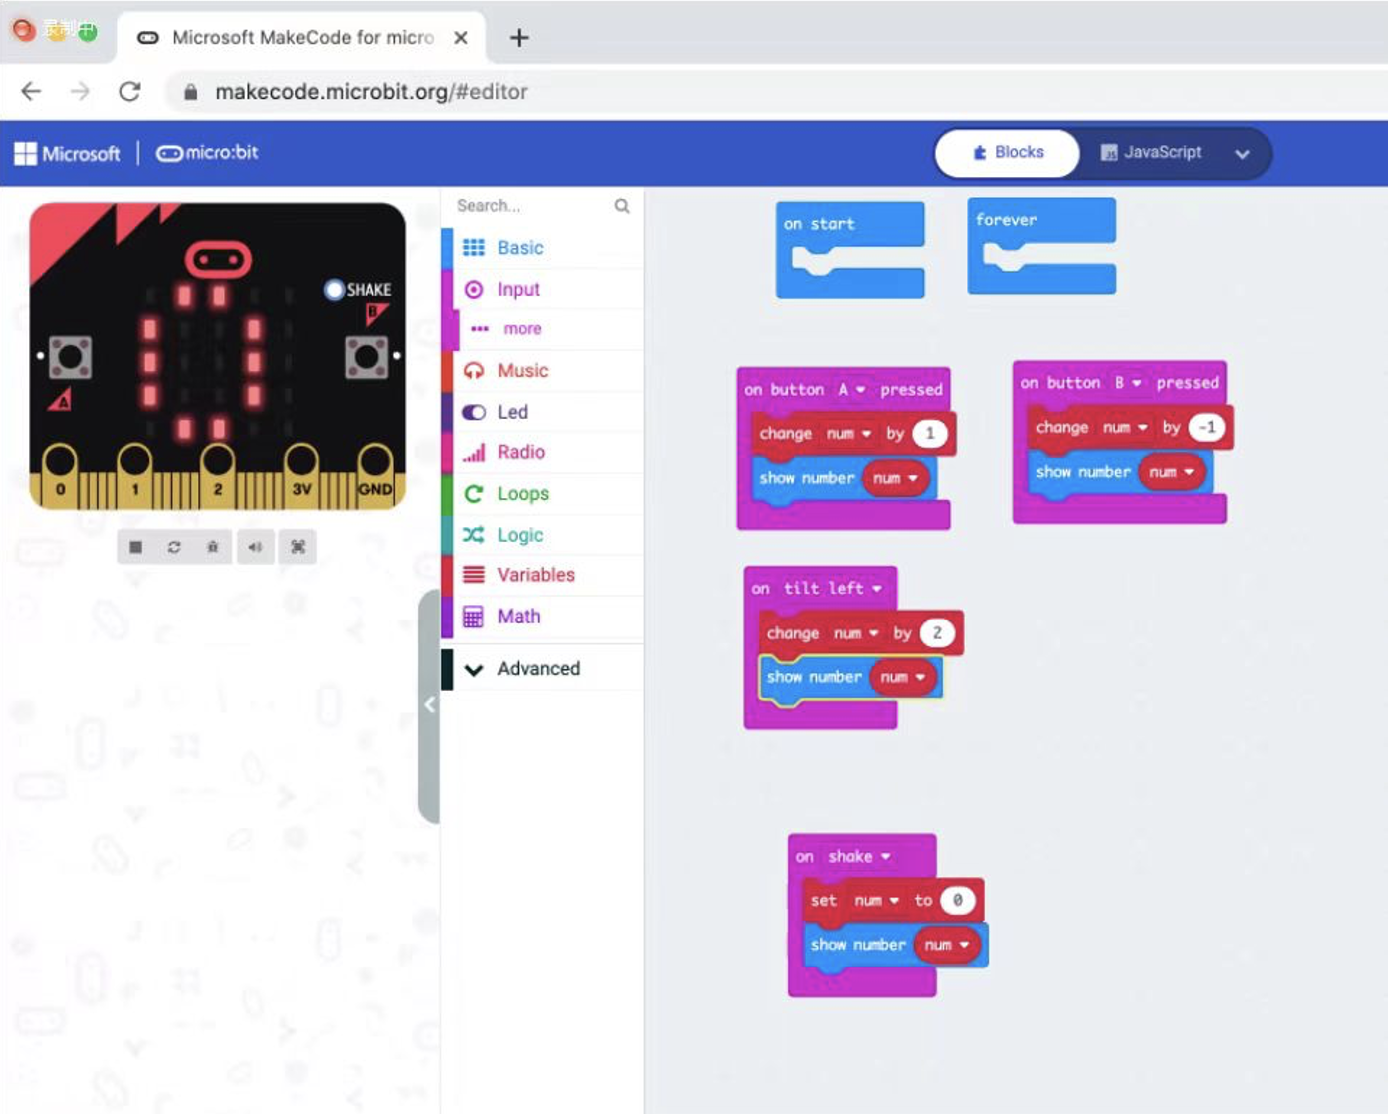 录制中
Microsoft MakeCode for micro
makecode.microbit.org/#editor
Microsoft | micro:bit
Blocks
JavaScript
SHAKE
B
A
0 1 2 3V GND
Search...
Basic
Input
more
Music
Led
Radio
Loops
Logic
Variables
Math
Advanced
on start
forever
on button A pressed
change num by 1
show number num
on button B pressed
change num by -1
show number num
on tilt left
change num by 2
show number num
on shake
set num to 0
show number num